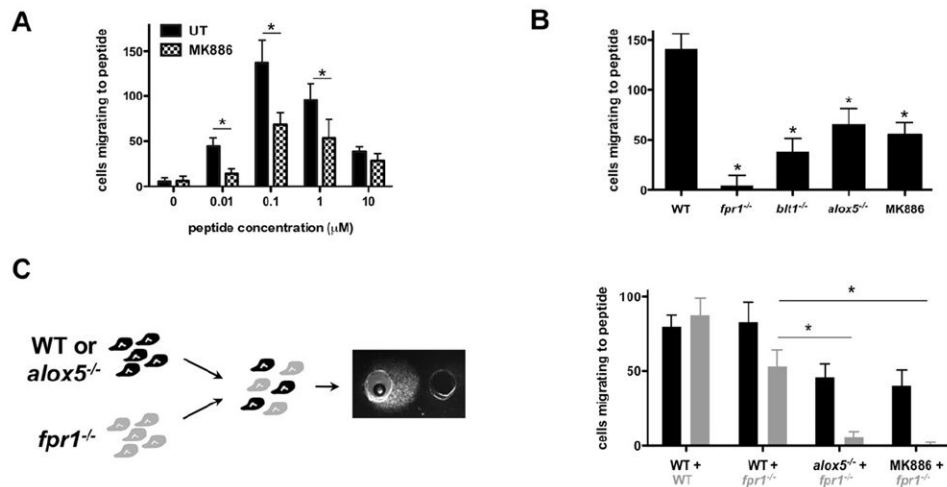 A
UT
MK886
cells migrating to peptide
150
100
50
0
*
*
*
0
0.01
0.1
1
10
peptide concentration (µM)
B
cells migrating to peptide
150
100
50
0
*
*
*
*
WT
fpr1-/-
blt1-/-
alox5-/-
MK886
C
WT or
alox5-/-
fpr1-/-
cells migrating to peptide
100
50
0
*
*
WT +
WT
WT +
fpr1-/-
alox5-/- +
fpr1-/-
MK886 +
fpr1-/-